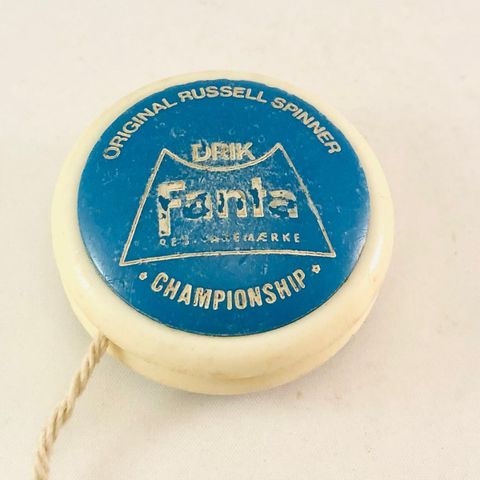 ORIGINAL RUSSELL SPINNER
DRIK
Fanta
CHAMPIONSHIP